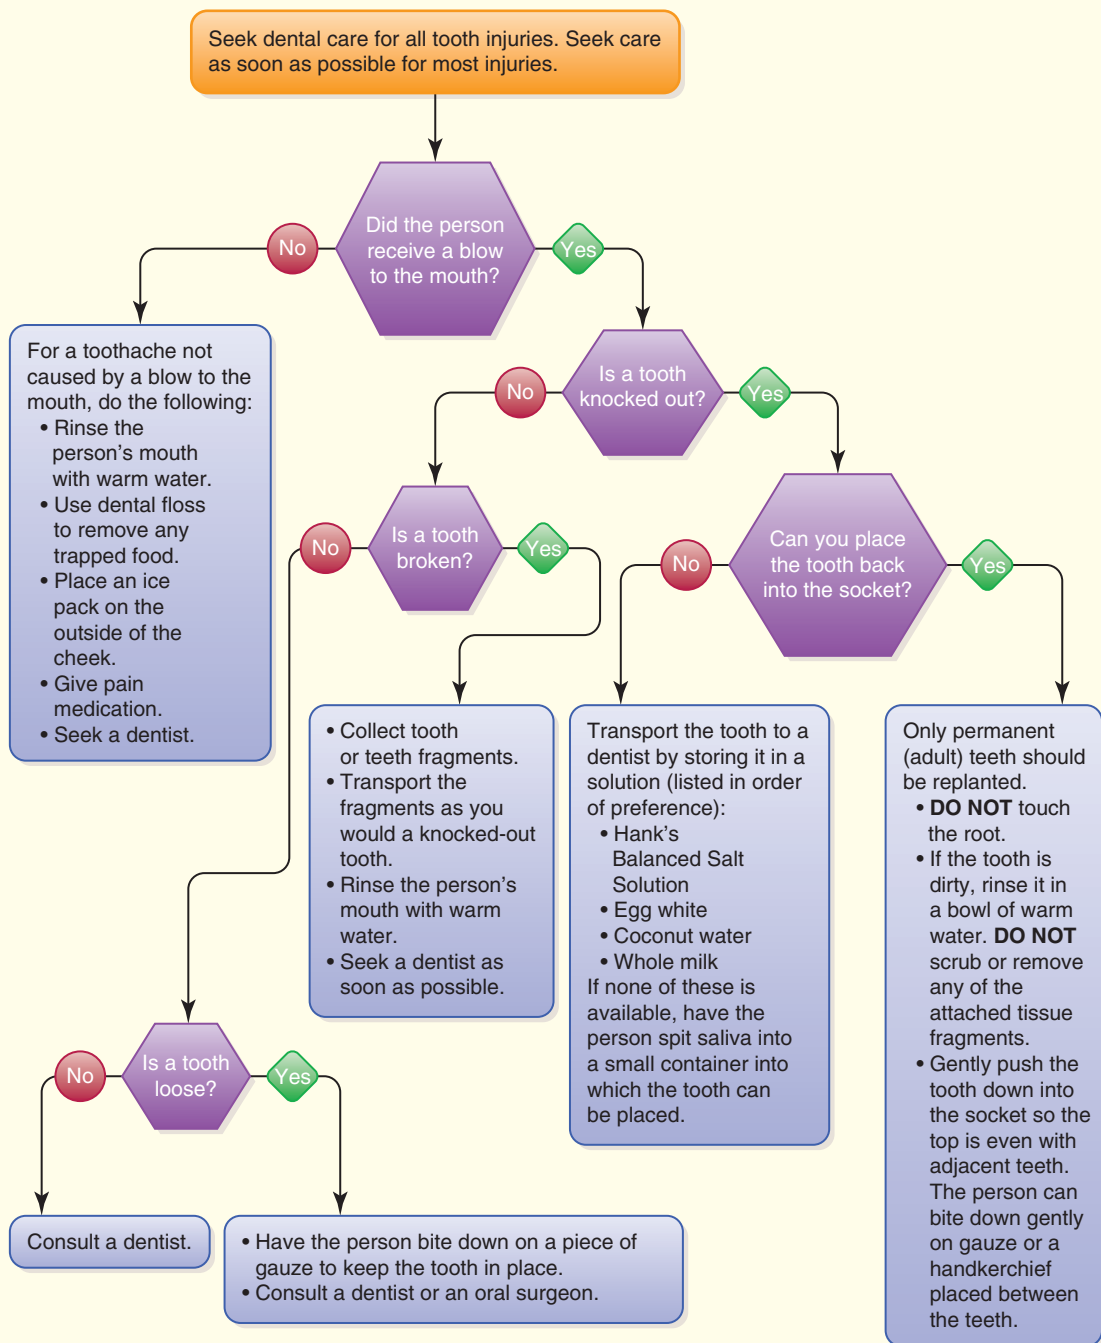 Seek dental care for all tooth injuries. Seek care
as soon as possible for most injuries.
Did the person
receive a blow
to the mouth?
No
Yes
For a toothache not
caused by a blow to the
mouth, do the following:
• Rinse the
person’s mouth
with warm water.
• Use dental floss
to remove any
trapped food.
• Place an ice
pack on the
outside of the
cheek.
• Give pain
medication.
• Seek a dentist.
Is a tooth
knocked out?
No
Yes
Is a tooth
broken?
No
Yes
Can you place
the tooth back
into the socket?
No
Yes
• Collect tooth
or teeth fragments.
• Transport the
fragments as you
would a knocked-out
tooth.
• Rinse the person’s
mouth with warm
water.
• Seek a dentist as
soon as possible.
Transport the tooth to a
dentist by storing it in a
solution (listed in order
of preference):
• Hank’s
Balanced Salt
Solution
• Egg white
• Coconut water
• Whole milk
If none of these is
available, have the
person spit saliva into
a small container into
which the tooth can
be placed.
Only permanent
(adult) teeth should
be replanted.
• DO NOT touch
the root.
• If the tooth is
dirty, rinse it in
a bowl of warm
water. DO NOT
scrub or remove
any of the
attached tissue
fragments.
• Gently push the
tooth down into
the socket so the
top is even with
adjacent teeth.
The person can
bite down gently
on gauze or a
handkerchief
placed between
the teeth.
Is a tooth
loose?
No
Yes
Consult a dentist.
• Have the person bite down on a piece of
gauze to keep the tooth in place.
• Consult a dentist or an oral surgeon.